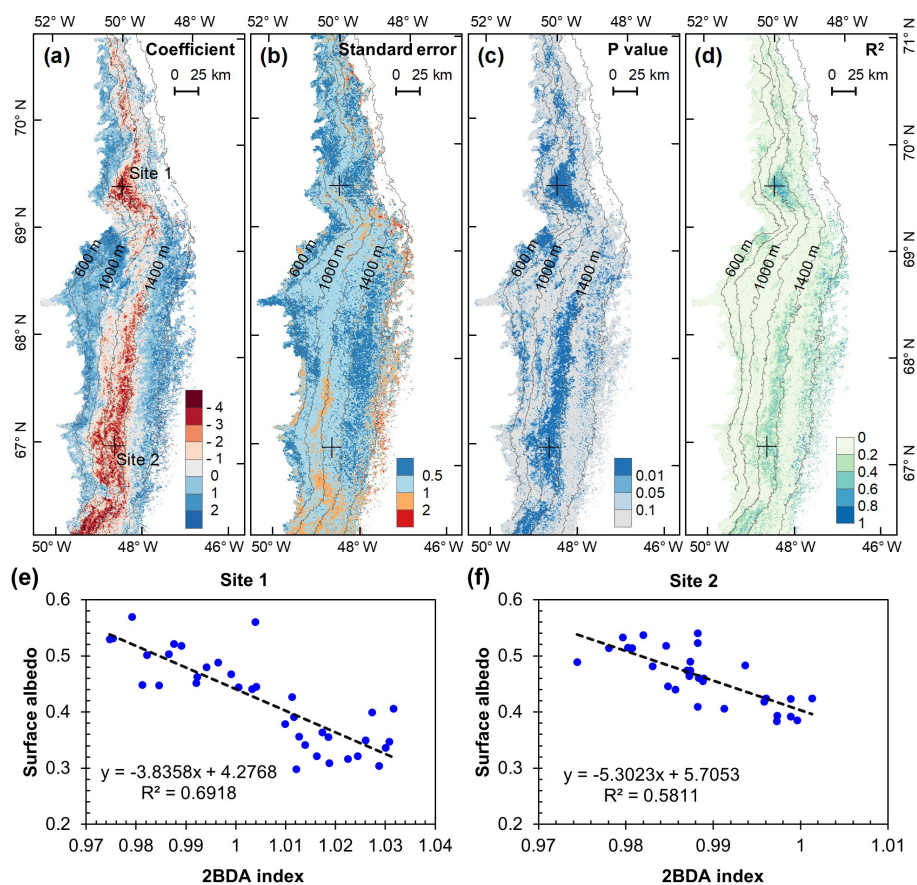 52° W 50° W 48° W 52° W 50° W 48° W 52° W 50° W 48° W 52° W 50° W 48° W
(a) Coefficient
0 25 km
(b) Standard error
0 25 km
(c) P value
0 25 km
(d) R²
0 25 km
70° N
69° N
68° N
67° N
71° N
70° N
69° N
68° N
67° N
Site 1
600 m
1000 m
1400 m
Site 2
- 4
- 3
- 2
- 1
0
1
2
600 m
1000 m
1400 m
0.5
1
2
600 m
1000 m
1400 m
0.01
0.05
0.1
600 m
1000 m
1400 m
0
0.2
0.4
0.6
0.8
1
50° W 48° W 46° W 50° W 48° W 46° W 50° W 48° W 46° W 50° W 48° W 46° W
(e) Site 1
Surface albedo
0.6
0.5
0.4
0.3
0.2
y = -3.8358x + 4.2768
R² = 0.6918
0.97 0.98 0.99 1 1.01 1.02 1.03 1.04
2BDA index
(f) Site 2
Surface albedo
0.6
0.5
0.4
0.3
0.2
y = -5.3023x + 5.7053
R² = 0.5811
0.97 0.98 0.99 1 1.01
2BDA index